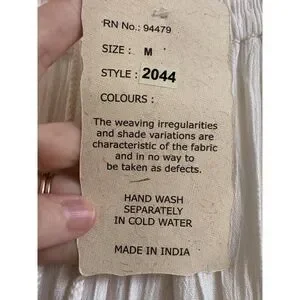 RN No.: 94479
SIZE : M
STYLE : 2044
COLOURS :
The weaving irregularities
and shade variations are
characteristic of the fabric
and in no way to
be taken as defects.
HAND WASH
SEPARATELY
IN COLD WATER
MADE IN INDIA